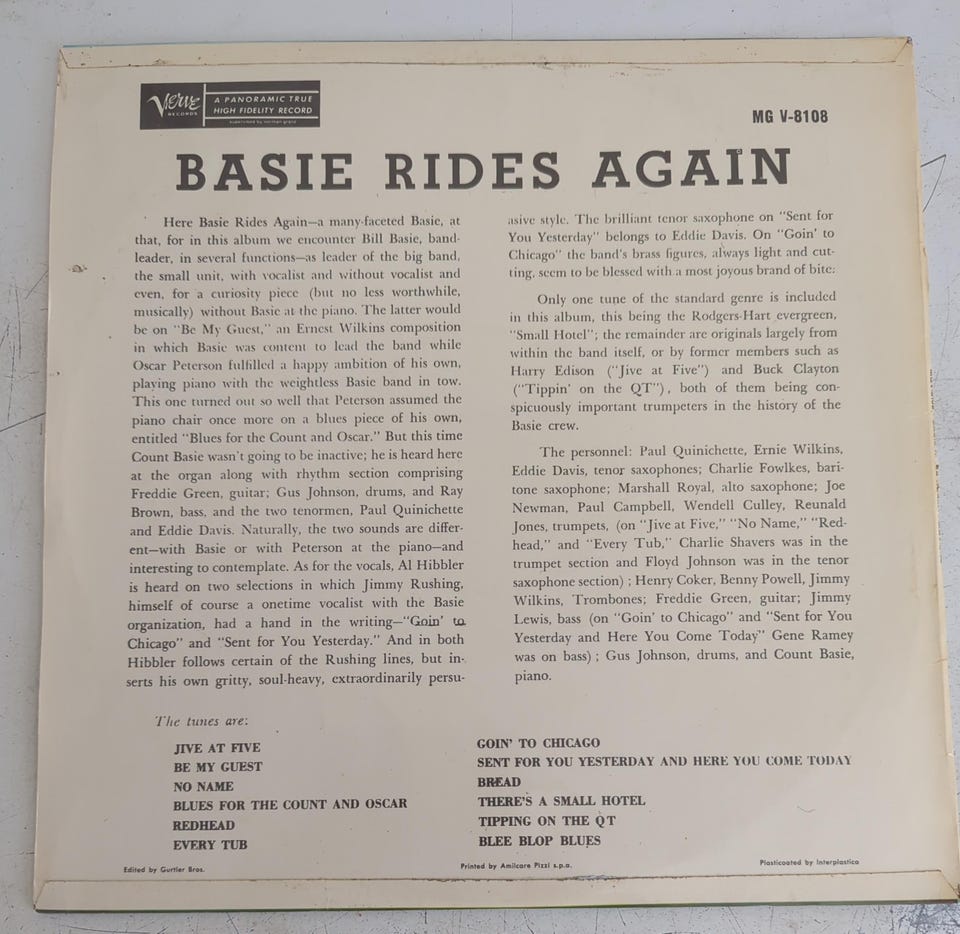 Verve
RECORDS
A PANORAMIC TRUE
HIGH FIDELITY RECORD
supervised by norman granz
MG V-8108
BASIE RIDES AGAIN
Here Basie Rides Again—a many-faceted Basie, at
that, for in this album we encounter Bill Basie, band-
leader, in several functions—as leader of the big band,
the small unit, with vocalist and without vocalist and
even, for a curiosity piece (but no less worthwhile,
musically) without Basie at the piano. The latter would
be on "Be My Guest," an Ernest Wilkins composition
in which Basie was content to lead the band while
Oscar Peterson fulfilled a happy ambition of his own,
playing piano with the weightless Basie band in tow.
This one turned out so well that Peterson assumed the
piano chair once more on a blues piece of his own,
entitled "Blues for the Count and Oscar." But this time
Count Basie wasn't going to be inactive; he is heard here
at the organ along with rhythm section comprising
Freddie Green, guitar; Gus Johnson, drums, and Ray
Brown, bass, and the two tenormen, Paul Quinichette
and Eddie Davis. Naturally, the two sounds are differ-
ent—with Basie or with Peterson at the piano—and
interesting to contemplate. As for the vocals, Al Hibbler
is heard on two selections in which Jimmy Rushing,
himself of course a onetime vocalist with the Basie
organization, had a hand in the writing—"Goin' to
Chicago" and "Sent for You Yesterday." And in both
Hibbler follows certain of the Rushing lines, but in-
serts his own gritty, soul-heavy, extraordinarily persu-
asive style. The brilliant tenor saxophone on "Sent for
You Yesterday" belongs to Eddie Davis. On "Goin' to
Chicago" the band's brass figures, always light and cut-
ting, seem to be blessed with a most joyous brand of bite:
Only one tune of the standard genre is included
in this album, this being the Rodgers-Hart evergreen,
"Small Hotel"; the remainder are originals largely from
within the band itself, or by former members such as
Harry Edison ("Jive at Five") and Buck Clayton
("Tippin' on the QT"), both of them being con-
spicuously important trumpeters in the history of the
Basie crew.
The personnel: Paul Quinichette, Ernie Wilkins,
Eddie Davis, tenor saxophones; Charlie Fowlkes, bari-
tone saxophone; Marshall Royal, alto saxophone; Joe
Newman, Paul Campbell, Wendell Culley, Reunald
Jones, trumpets, (on "Jive at Five," "No Name," "Red-
head," and "Every Tub," Charlie Shavers was in the
trumpet section and Floyd Johnson was in the tenor
saxophone section) ; Henry Coker, Benny Powell, Jimmy
Wilkins, Trombones; Freddie Green, guitar; Jimmy
Lewis, bass (on "Goin' to Chicago" and "Sent for You
Yesterday and Here You Come Today" Gene Ramey
was on bass) ; Gus Johnson, drums, and Count Basie,
piano.
The tunes are:
JIVE AT FIVE
BE MY GUEST
NO NAME
BLUES FOR THE COUNT AND OSCAR
REDHEAD
EVERY TUB
GOIN' TO CHICAGO
SENT FOR YOU YESTERDAY AND HERE YOU COME TODAY
BREAD
THERE'S A SMALL HOTEL
TIPPING ON THE QT
BLEE BLOP BLUES
Edited by Gurtler Bros.
Printed by Amilcare Pizzi s.p.a.
Plasticoated by Interplastica